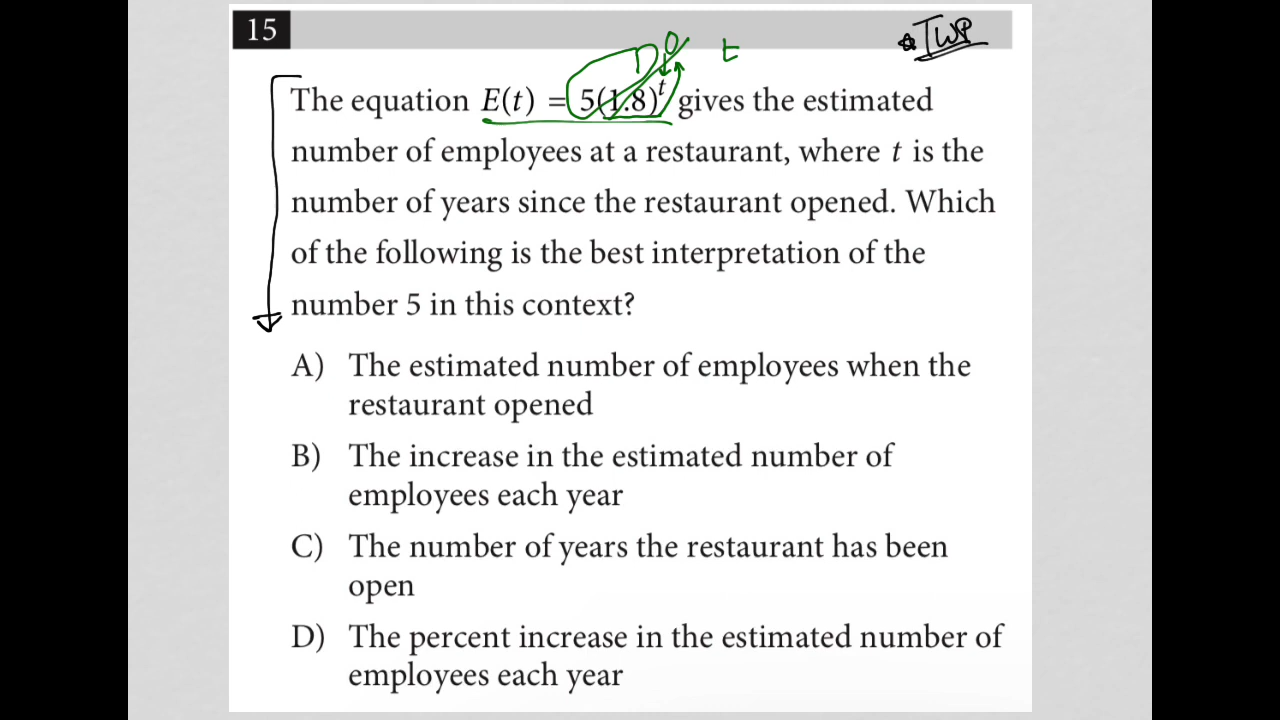 15
☆TWP
% t
The equation E(t) = 5(1.8)^t gives the estimated
number of employees at a restaurant, where t is the
number of years since the restaurant opened. Which
of the following is the best interpretation of the
number 5 in this context?
A) The estimated number of employees when the
restaurant opened
B) The increase in the estimated number of
employees each year
C) The number of years the restaurant has been
open
D) The percent increase in the estimated number of
employees each year